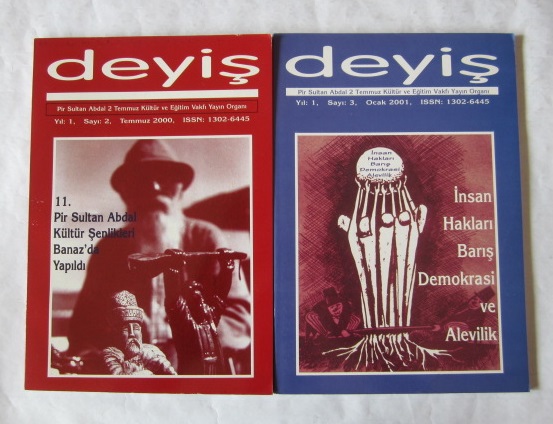 deyiş
Pir Sultan Abdal 2 Temmuz Kültür ve Eğitim Vakfı Yayın Organı
Yıl: 1, Sayı: 2, Temmuz 2000, ISSN: 1302-6445
11.
Pir Sultan Abdal
Kültür Şenlikleri
Banaz'da
Yapıldı
deyiş
Pir Sultan Abdal 2 Temmuz Kültür ve Eğitim Vakfı Yayın Organı
Yıl: 1, Sayı: 3, Ocak 2001, ISSN: 1302-6445
İnsan
Hakları
Barış
Demokrasi
Alevilik
İnsan
Hakları
Barış
Demokrasi
ve
Alevilik